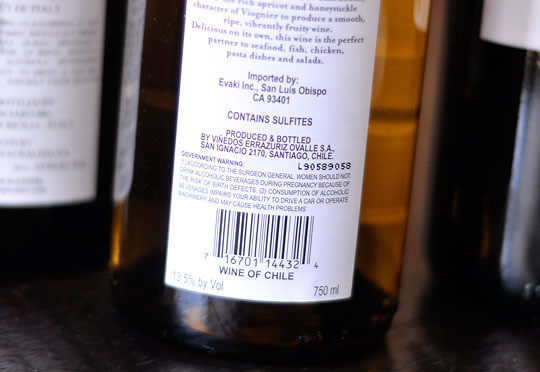 rich apricot and honeysuckle
character of Viognier to produce a smooth,
ripe, vibrantly fruity wine.
Delicious on its own, this wine is the perfect
partner to seafood, fish, chicken,
pasta dishes and salads.
Imported by:
Evaki Inc., San Luis Obispo
CA 93401
CONTAINS SULFITES
PRODUCED & BOTTLED
BY VIÑEDOS ERRAZURIZ OVALLE S.A.,
SAN IGNACIO 2170, SANTIAGO, CHILE.
L90589058
GOVERNMENT WARNING:
1) ACCORDING TO THE SURGEON GENERAL, WOMEN SHOULD NOT
DRINK ALCOHOLIC BEVERAGES DURING PREGNANCY BECAUSE OF
THE RISK OF BIRTH DEFECTS. (2) CONSUMPTION OF ALCOHOLIC
BEVERAGES IMPAIRS YOUR ABILITY TO DRIVE A CAR OR OPERATE
MACHINERY AND MAY CAUSE HEALTH PROBLEMS
7 16701 14432 4
WINE OF CHILE
13.5% by Vol
750 ml